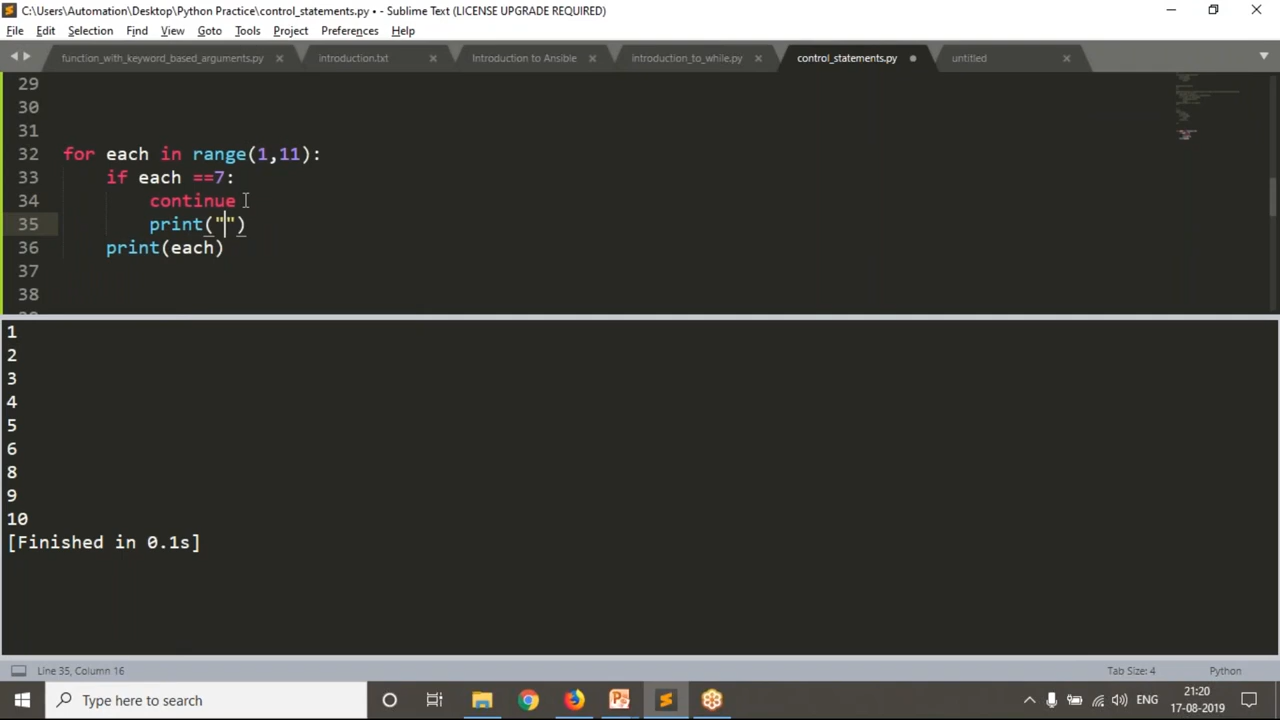 C:\Users\Automation\Desktop\Python Practice\control_statements.py • - Sublime Text (LICENSE UPGRADE REQUIRED)
File Edit Selection Find View Goto Tools Project Preferences Help
function_with_keyword_based_arguments.py introduction.txt Introduction to Ansible introduction_to_while.py control_statements.py untitled
29
30
31
32 for each in range(1,11):
33 if each ==7:
34 continue
35 print("")
36 print(each)
37
38
1
2
3
4
5
6
8
9
10
[Finished in 0.1s]
Line 35, Column 16 Tab Size: 4 Python
Type here to search ENG 21:20
17-08-2019